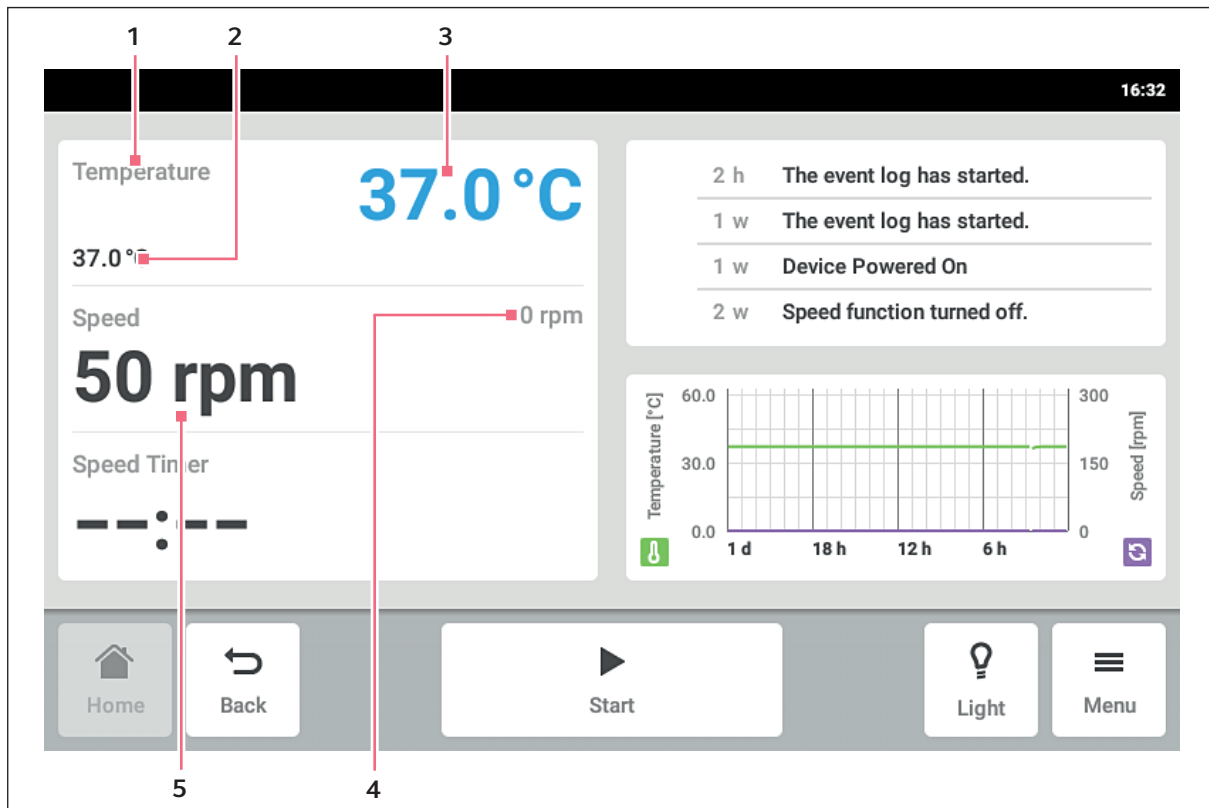 1 2 3
16:32
Temperature
37.0 °C
37.0 °C
Speed
0 rpm
50 rpm
Speed Timer
--:--
2 h The event log has started.
1 w The event log has started.
1 w Device Powered On
2 w Speed function turned off.
Temperature [°C]
60.0
30.0
0.0
300
150
0
Speed [rpm]
1 d 18 h 12 h 6 h
Home
Back
Start
Light
Menu
5 4